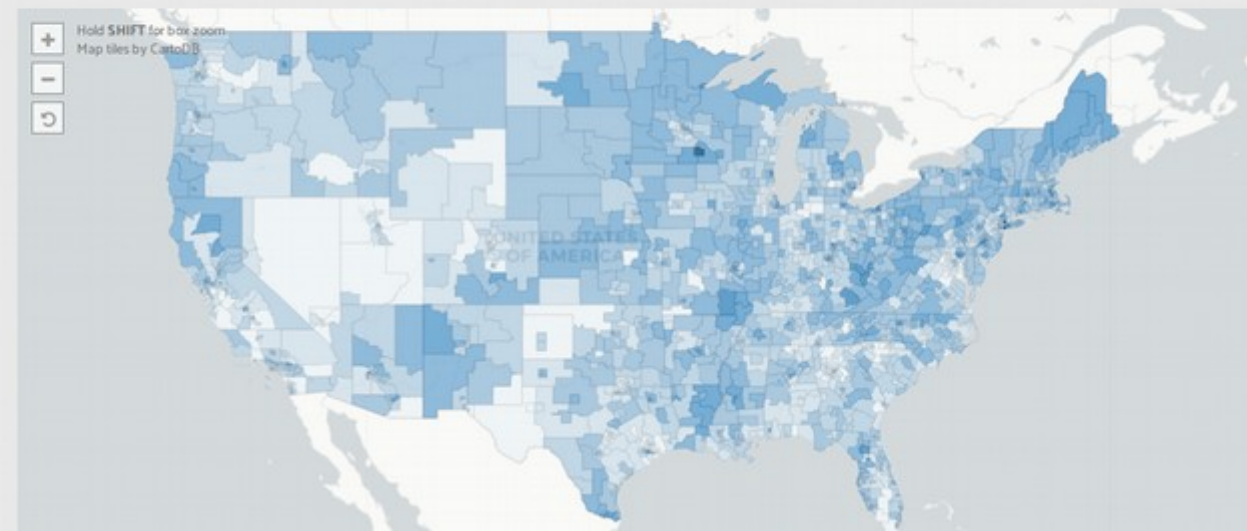 +
Hold SHIFT for box zoom
Map tiles by CartoDB
−
UNITED STATES
OF AMERICA